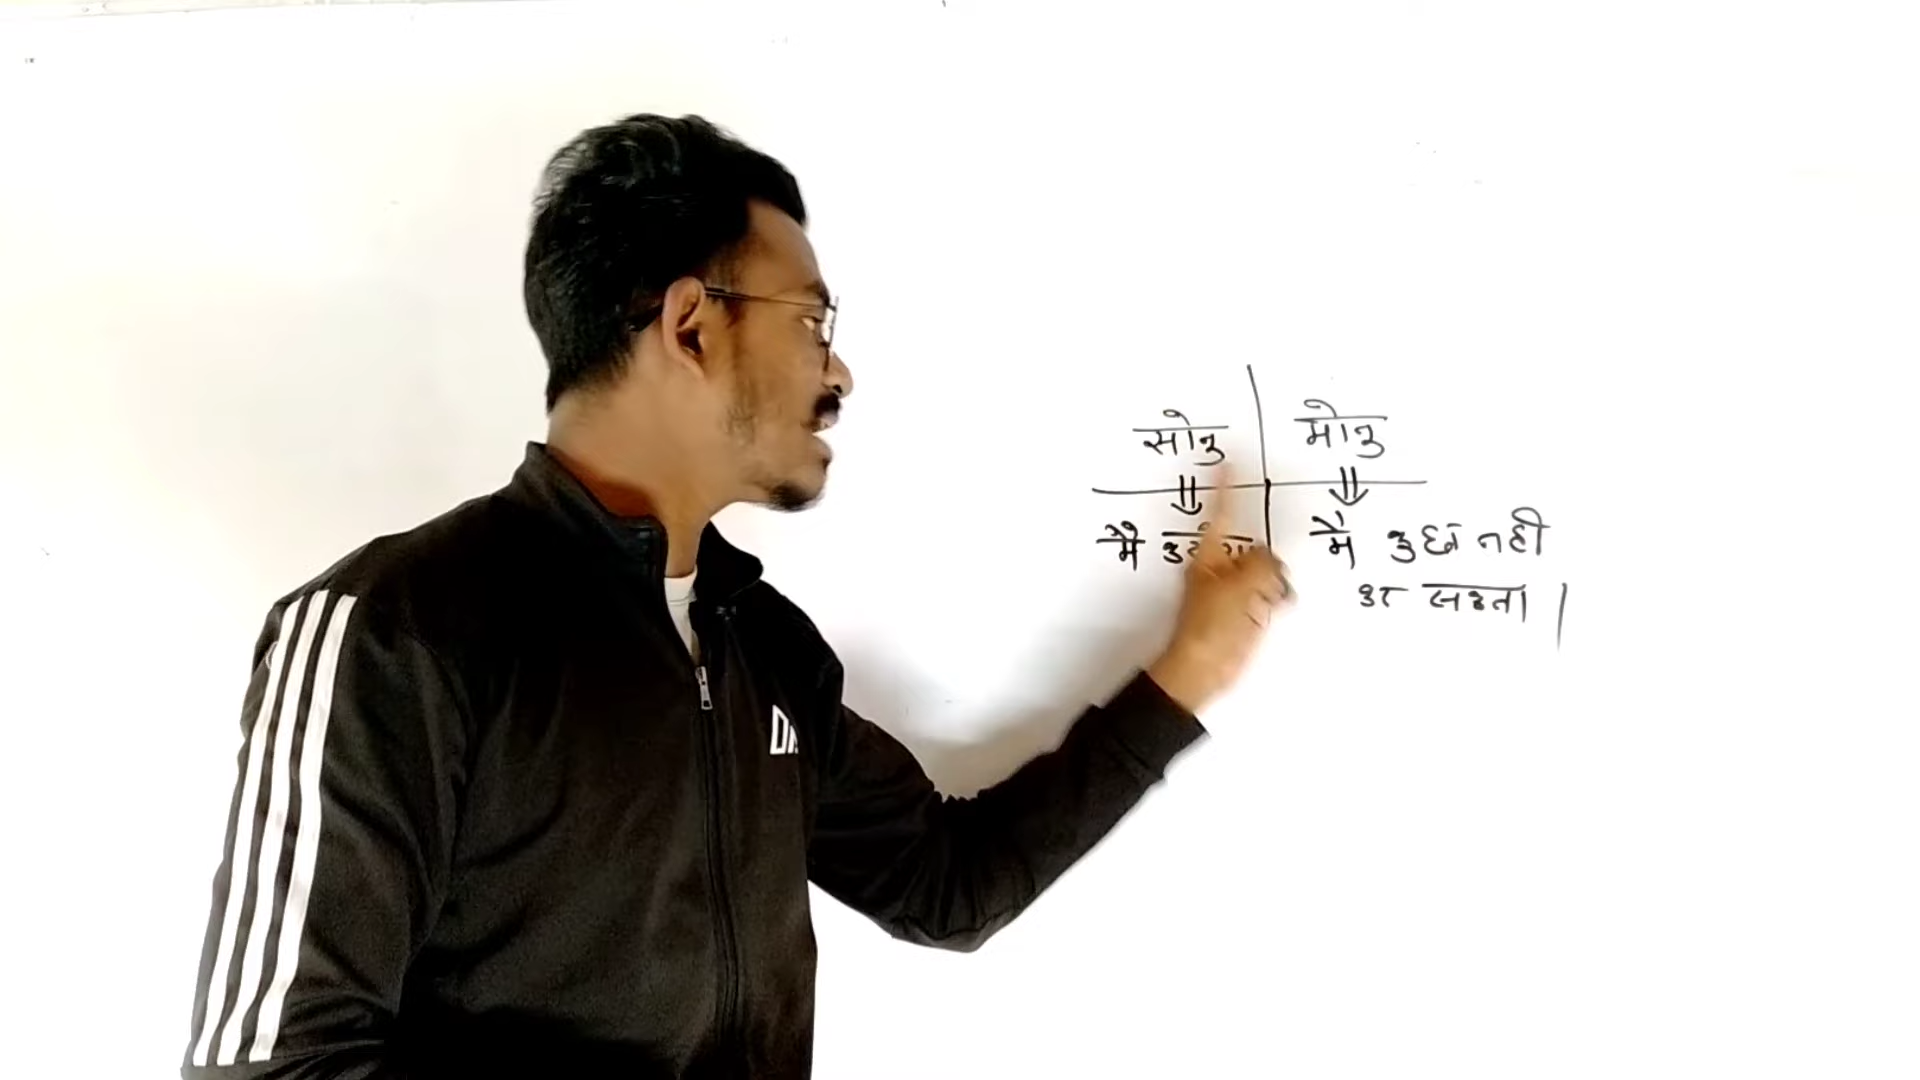 सोनु मोनु
मैं
मैं कुछ नही
कर सकता |